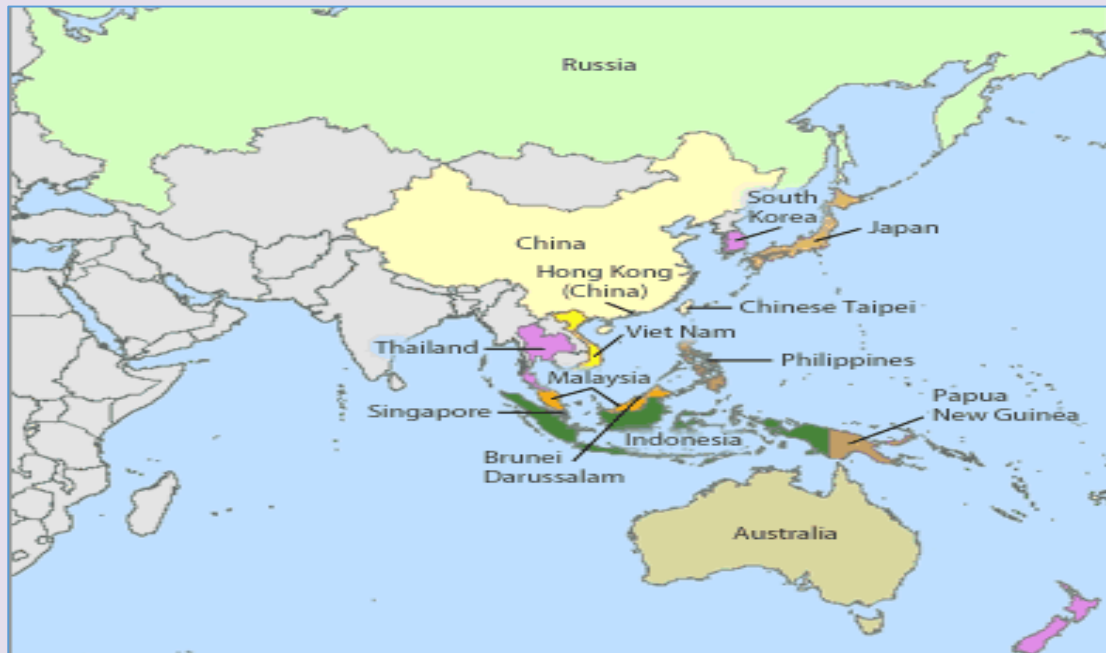 Russia
South
Korea
Japan
China
Hong Kong
(China)
Chinese Taipei
Viet Nam
Thailand
Philippines
Malaysia
Papua
New Guinea
Singapore
Indonesia
Brunei
Darussalam
Australia